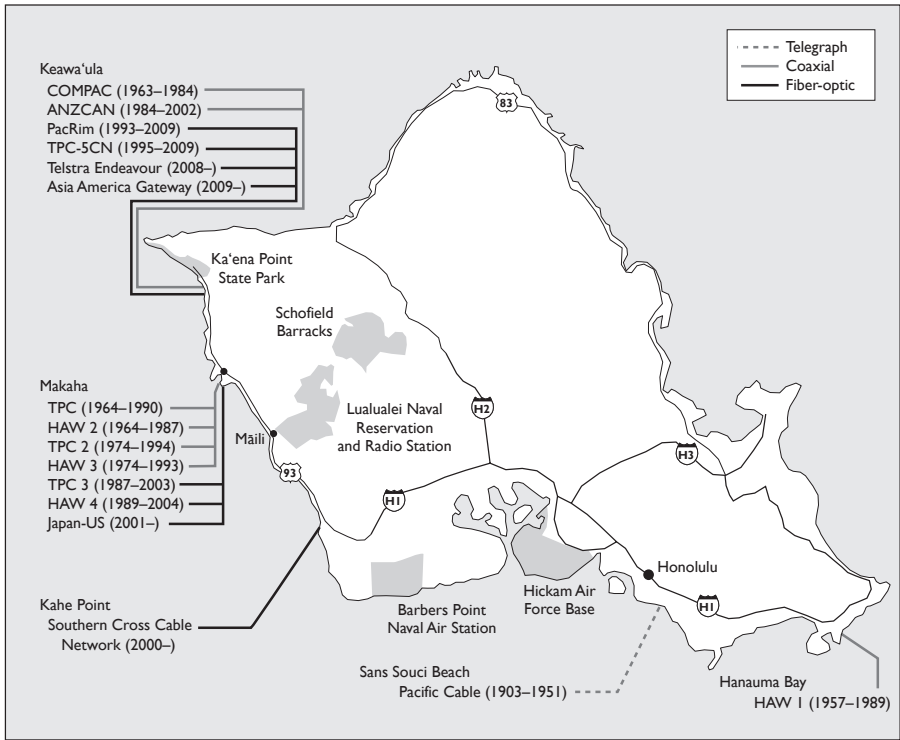 Keawa‘ula
COMPAC (1963–1984)
ANZCAN (1984–2002)
PacRim (1993–2009)
TPC-5CN (1995–2009)
Telstra Endeavour (2008–)
Asia America Gateway (2009–)
Telegraph
Coaxial
Fiber-optic
83
Ka‘ena Point
State Park
Schofield
Barracks
Makaha
TPC (1964–1990)
HAW 2 (1964–1987)
TPC 2 (1974–1994)
HAW 3 (1974–1993)
TPC 3 (1987–2003)
HAW 4 (1989–2004)
Japan-US (2001–)
Māili
Lualualei Naval
Reservation
and Radio Station
H2
H3
93
H1
Kahe Point
Southern Cross Cable
Network (2000–)
Barbers Point
Naval Air Station
Hickam Air
Force Base
Honolulu
H1
Sans Souci Beach
Pacific Cable (1903–1951)
Hanauma Bay
HAW 1 (1957–1989)